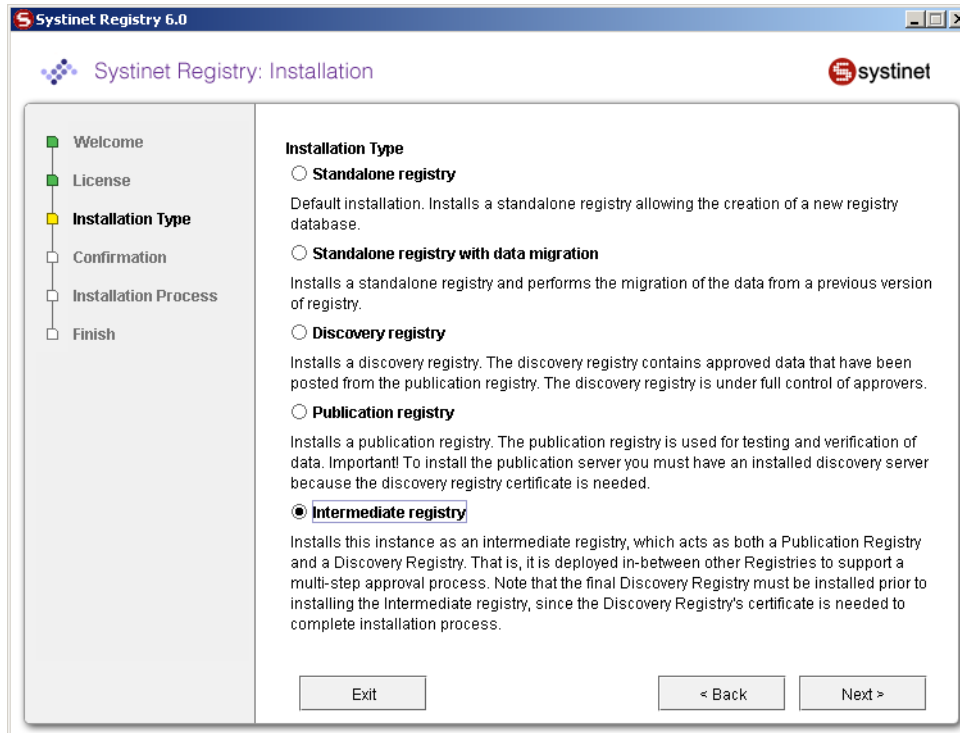 Systinet Registry 6.0
Systinet Registry: Installation
systinet
Welcome
License
Installation Type
Confirmation
Installation Process
Finish
Installation Type
Standalone registry
Default installation. Installs a standalone registry allowing the creation of a new registry
database.
Standalone registry with data migration
Installs a standalone registry and performs the migration of the data from a previous version
of registry.
Discovery registry
Installs a discovery registry. The discovery registry contains approved data that have been
posted from the publication registry. The discovery registry is under full control of approvers.
Publication registry
Installs a publication registry. The publication registry is used for testing and verification of
data. Important! To install the publication server you must have an installed discovery server
because the discovery registry certificate is needed.
Intermediate registry
Installs this instance as an intermediate registry, which acts as both a Publication Registry
and a Discovery Registry. That is, it is deployed in-between other Registries to support a
multi-step approval process. Note that the final Discovery Registry must be installed prior to
installing the Intermediate registry, since the Discovery Registry's certificate is needed to
complete installation process.
Exit
< Back
Next >